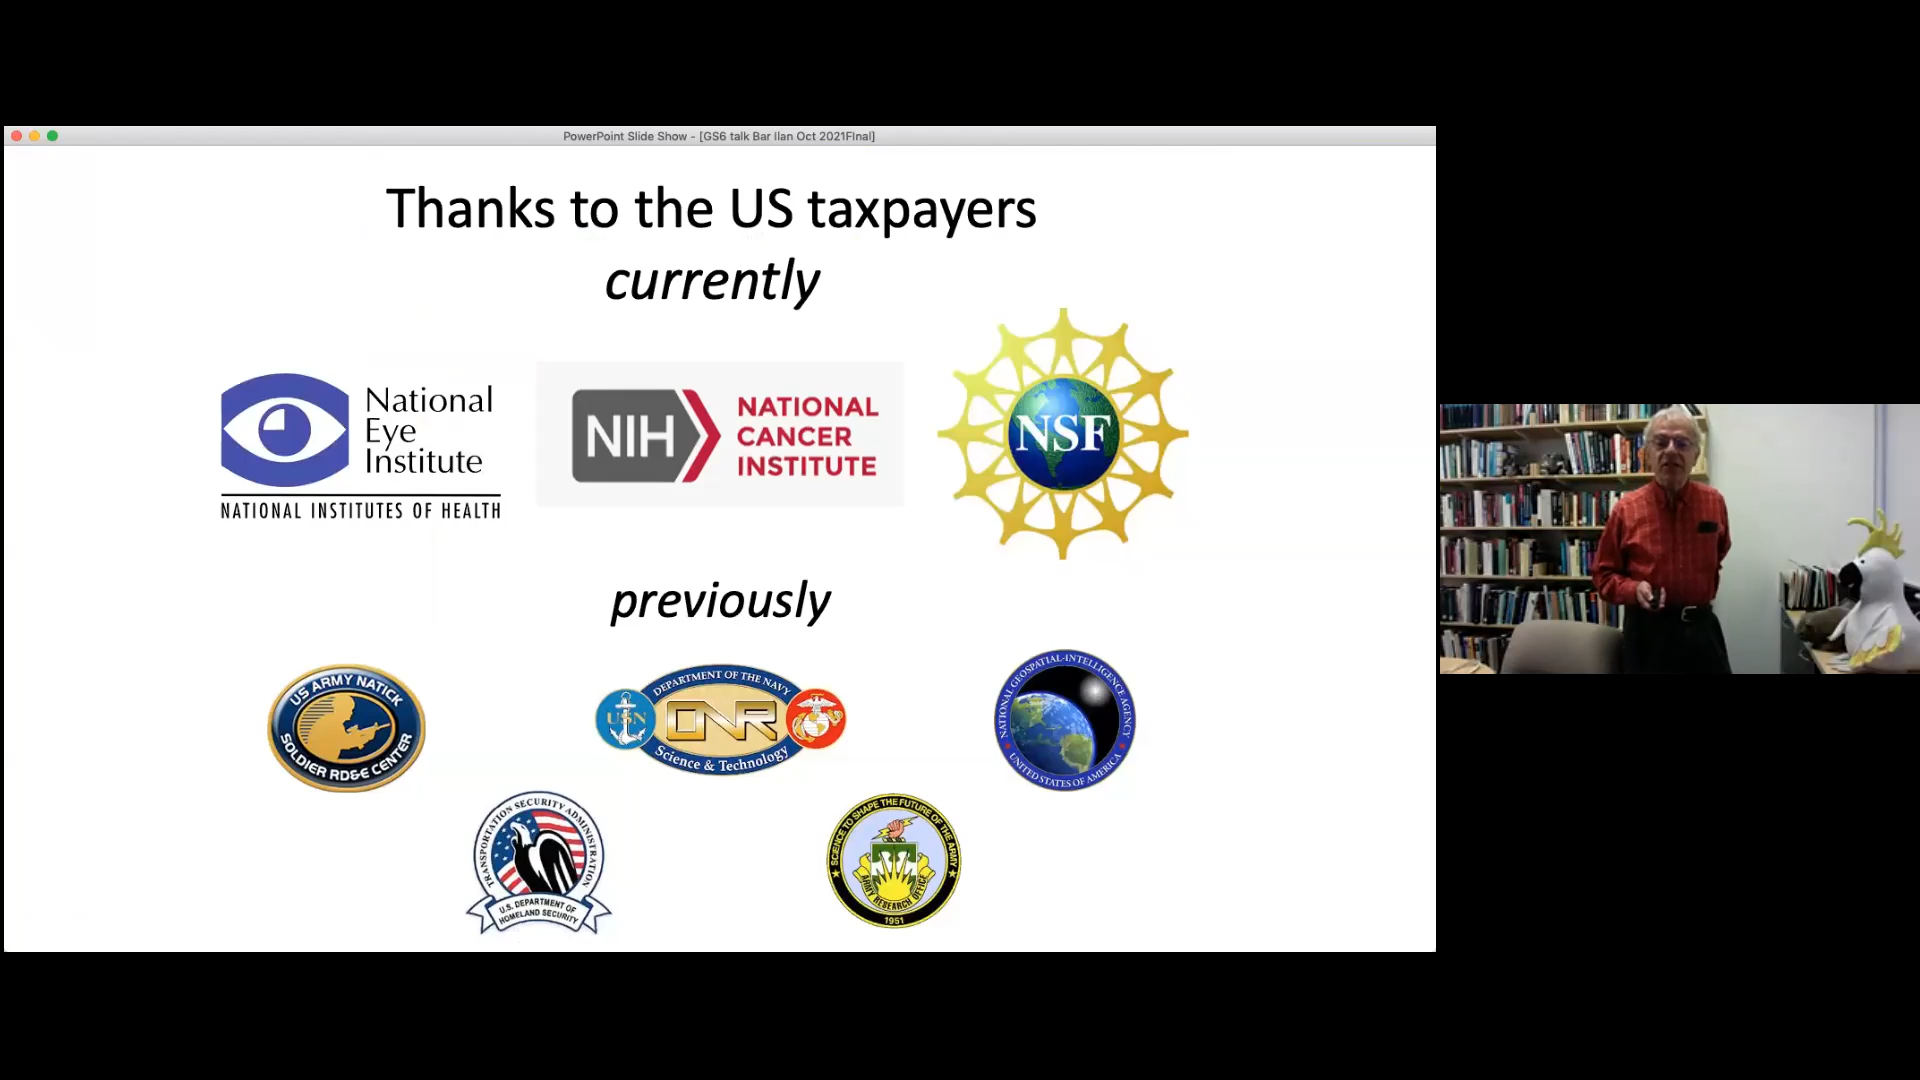 PowerPoint Slide Show - [GS6 talk Bar Ilan Oct 2021FInal]
Thanks to the US taxpayers
currently
National
Eye
Institute
NATIONAL INSTITUTES OF HEALTH
NIH
NATIONAL
CANCER
INSTITUTE
NSF
previously
US ARMY NATICK
SOLDIER RD&E CENTER
DEPARTMENT OF THE NAVY
USN
ONR
Science & Technology
NATIONAL GEOSPATIAL-INTELLIGENCE AGENCY
UNITED STATES OF AMERICA
TRANSPORTATION SECURITY ADMINISTRATION
U.S. DEPARTMENT OF
HOMELAND SECURITY
SCIENCE TO SHAPE THE FUTURE OF THE ARMY
ARMY RESEARCH OFFICE
1951